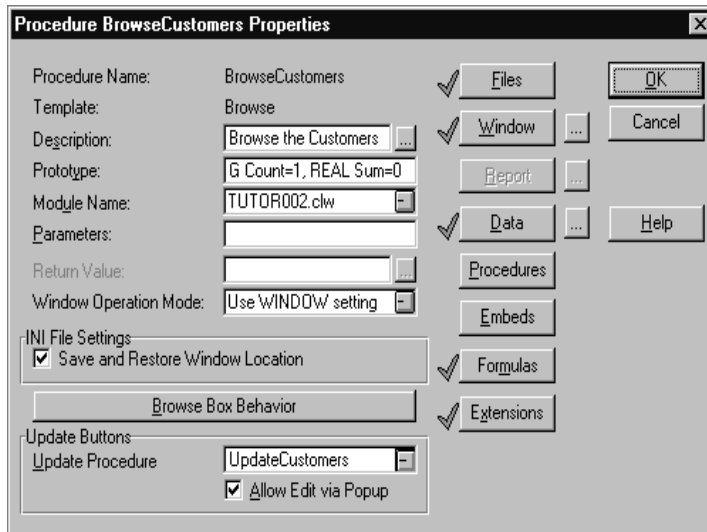 Procedure BrowseCustomers Properties
Procedure Name: BrowseCustomers
Template: Browse
Description: Browse the Customers ...
Prototype: G Count=1, REAL Sum=0
Module Name: TUTOR002.clw
Parameters:
Return Value: ...
Window Operation Mode: Use WINDOW setting
INI File Settings
Save and Restore Window Location
Browse Box Behavior
Update Buttons
Update Procedure UpdateCustomers
Allow Edit via Popup
Files
Window ...
Report ...
Data ...
Procedures
Embeds
Formulas
Extensions
OK
Cancel
Help